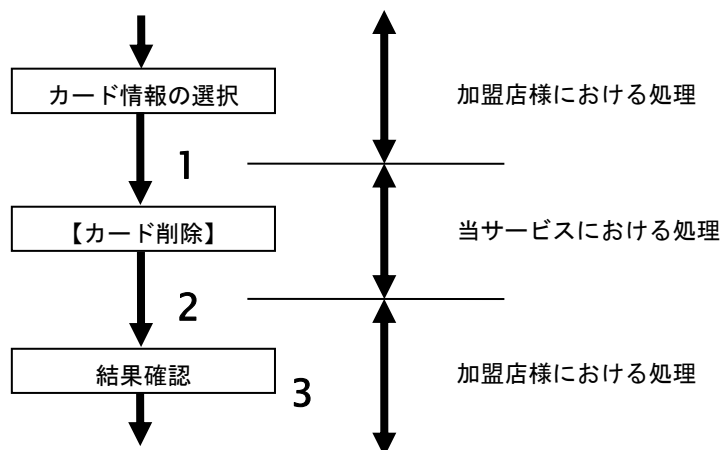 カード情報の選択
加盟店様における処理
1
【カード削除】
当サービスにおける処理
2
結果確認
加盟店様における処理
3